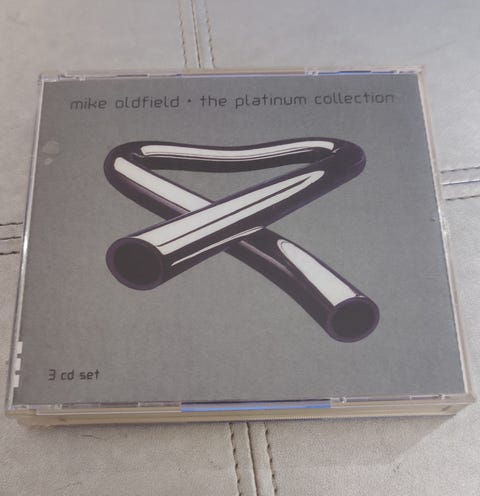 mike oldfield • the platinum collection
3 cd set